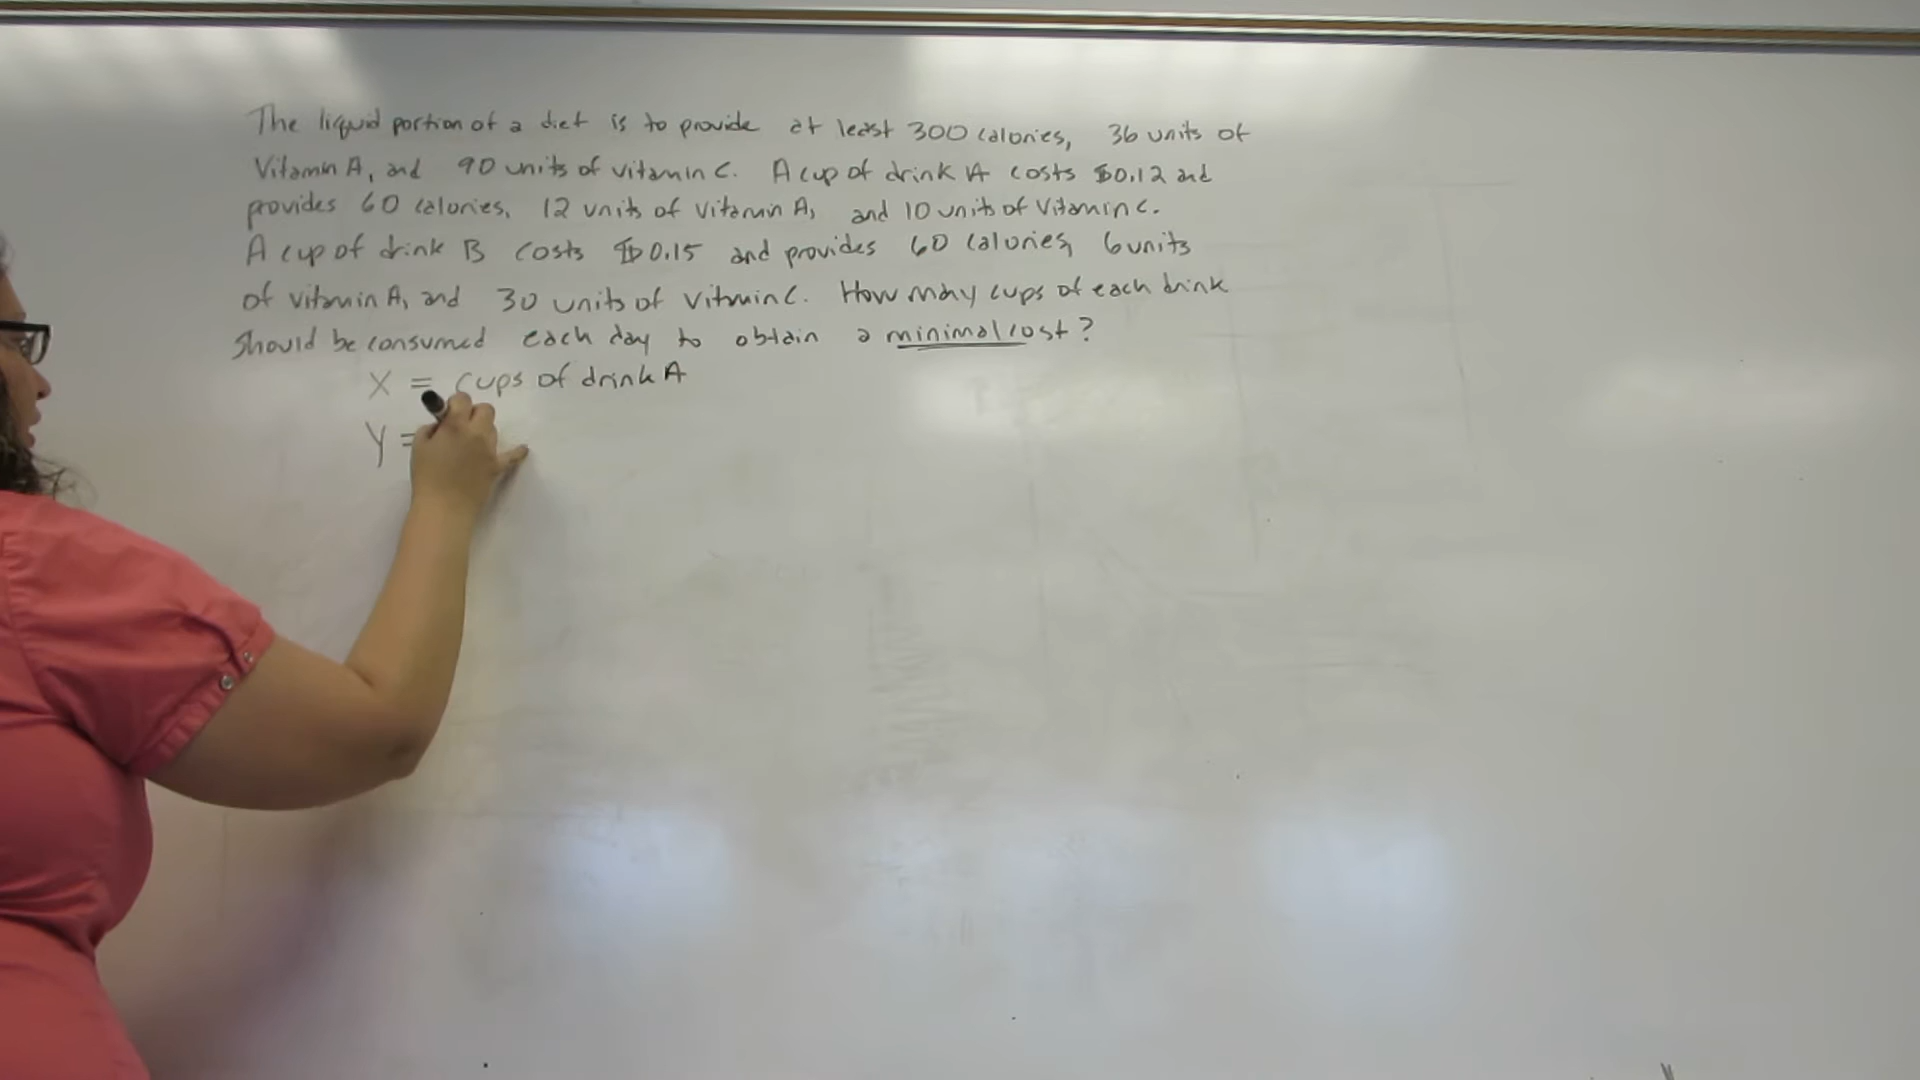 The liquid portion of a diet is to provide at least 300 calories, 36 units of
Vitamin A, and 90 units of vitamin C. A cup of drink A costs $0.12 and
provides 60 calories, 12 units of Vitamin A, and 10 units of Vitamin C.
A cup of drink B costs $0.15 and provides 60 calories, 6 units
of vitamin A, and 30 units of Vitmin C. How may cups of each drink
should be consumed each day to obtain a minimal cost?
X = cups of drink A
Y =